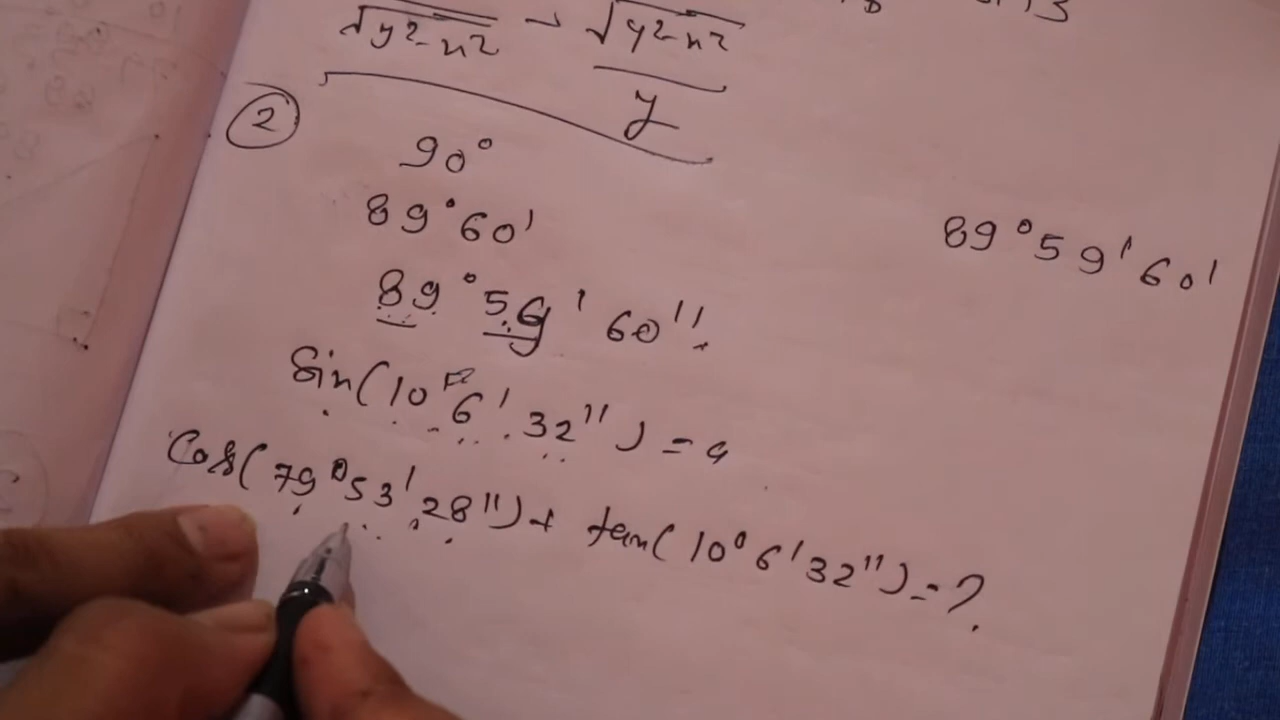 √y²-x² → √y²-x²
y
2
90°
89°60'
89°59'60''
89°59'60'
Sin(10°6'32'') = a
Cos(79°53'28'') + tan(10°6'32'') = ?